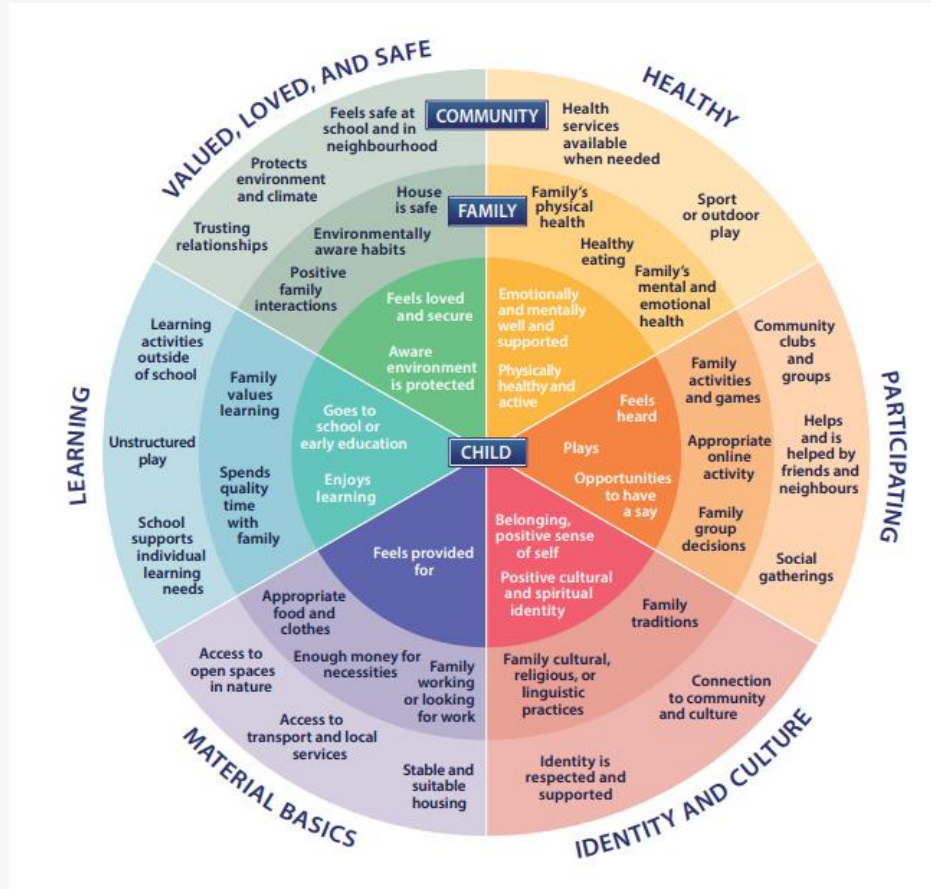 VALUED, LOVED, AND SAFE
COMMUNITY
Feels safe at
school and in
neighbourhood
Protects
environment
and climate
Trusting
relationships
FAMILY
House
is safe
Environmentally
aware habits
Positive
family
interactions
Feels loved
and secure
Aware
environment
is protected
HEALTHY
Health
services
available
when needed
Sport
or outdoor
play
Family's
physical
health
Healthy
eating
Family's
mental and
emotional
health
Emotionally
and mentally
well and
supported
Physically
healthy and
active
PARTICIPATING
Community
clubs
and
groups
Helps
and is
helped by
friends and
neighbours
Social
gatherings
Family
activities
and games
Appropriate
online
activity
Family
group
decisions
Feels
heard
Plays
Opportunities
to have
a say
CHILD
LEARNING
Learning
activities
outside
of school
Unstructured
play
School
supports
individual
learning
needs
Family
values
learning
Spends
quality
time
with
family
Goes to
school or
early education
Enjoys
learning
MATERIAL BASICS
Feels provided
for
Appropriate
food and
clothes
Enough money for
necessities
Family
working
or looking
for work
Access to
open spaces
in nature
Access to
transport and local
services
Stable and
suitable
housing
IDENTITY AND CULTURE
Belonging,
positive sense
of self
Positive cultural
and spiritual
identity
Family
traditions
Family cultural,
religious, or
linguistic
practices
Connection
to community
and culture
Identity is
respected and
supported